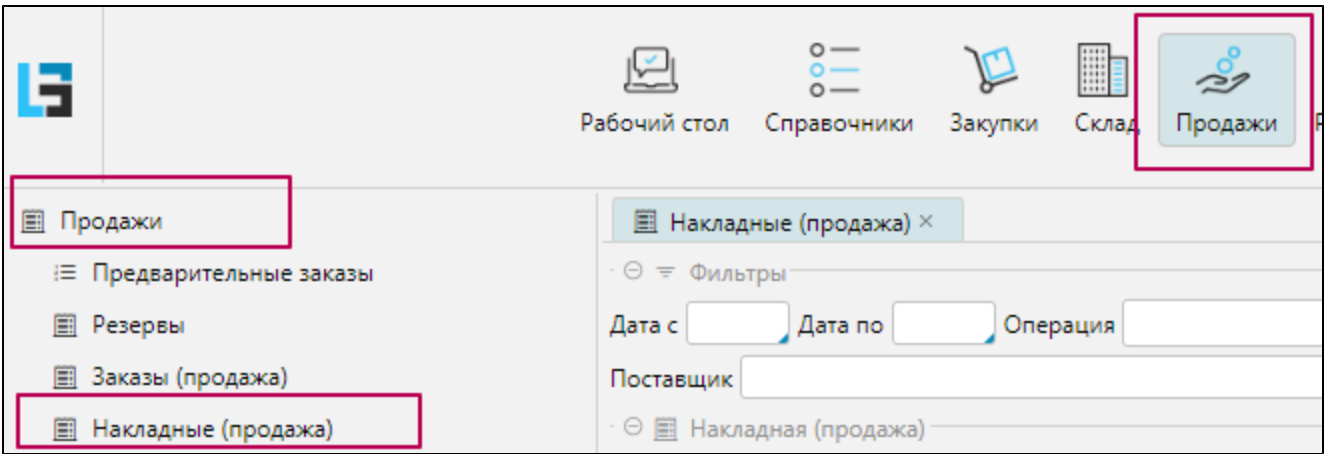 Рабочий стол Справочники Закупки Склад Продажи
Продажи
Накладные (продажа)
Предварительные заказы
Фильтры
Резервы
Дата с Дата по Операция
Заказы (продажа)
Поставщик
Накладные (продажа)
Накладная (продажа)